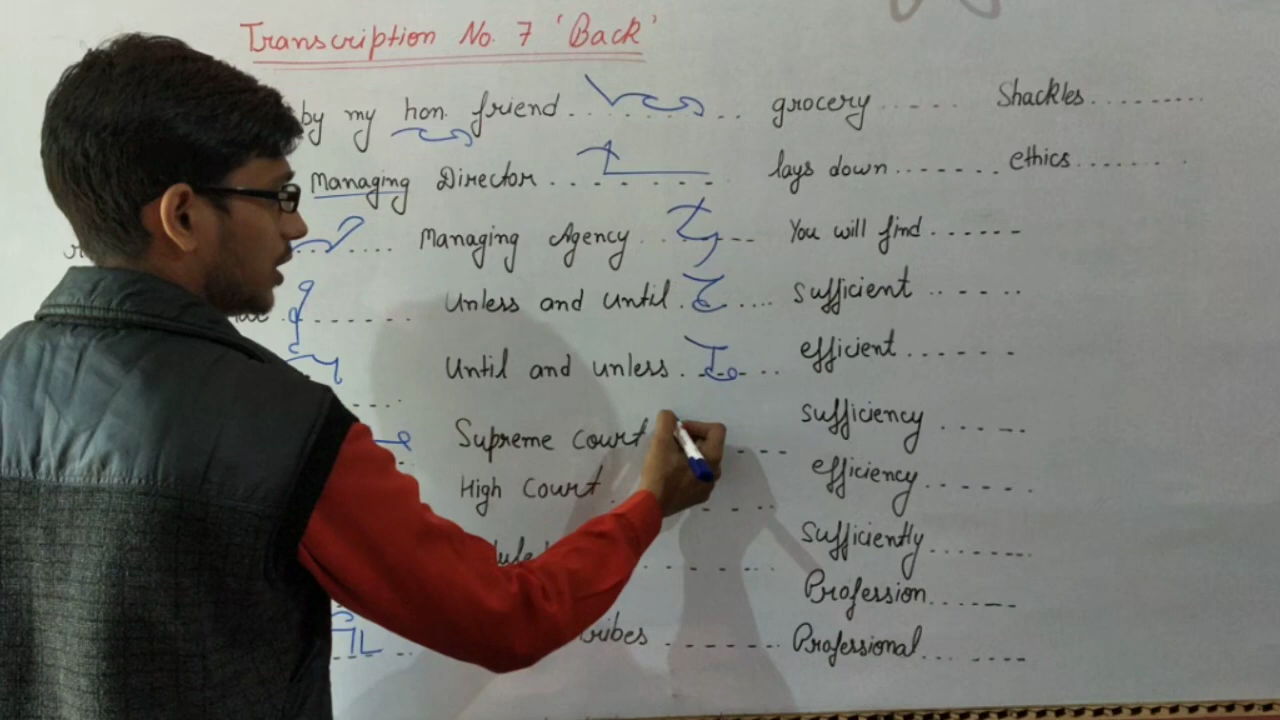 Transcription No. 7 'Back'
by my hon. friend . . . . . . . . . . grocery . . . . . Shackles . . . . . . . . .
Managing Director . . . . . . . . . lays down . . . . . . . ethics . . . . . . .
. . . . Managing Agency . . - - - You will find . . - - - -
. . . . . . . . Unless and until . . . . . . Sufficient . . - - . .
Until and unless . . - - - . . efficient . . . - - -
Supreme Court - - - - Sufficiency . . . - - .
High Court . . - - - - efficiency . . - - - .
- - - - - - - Sufficiently . . - - - - -
Profession . . . . - - -
- - - - - - - Professional . . . - - - -